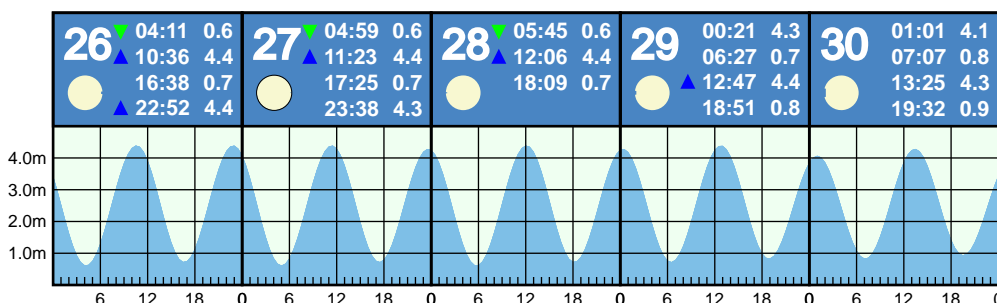 26 ▼ 04:11 0.6
▲ 10:36 4.4
16:38 0.7
▲ 22:52 4.4
27 ▼ 04:59 0.6
▲ 11:23 4.4
17:25 0.7
23:38 4.3
28 ▼ 05:45 0.6
▲ 12:06 4.4
18:09 0.7
29 00:21 4.3
06:27 0.7
▲ 12:47 4.4
18:51 0.8
30 01:01 4.1
07:07 0.8
13:25 4.3
19:32 0.9
4.0m
3.0m
2.0m
1.0m
6 12 18 0 6 12 18 0 6 12 18 0 6 12 18 0 6 12 18